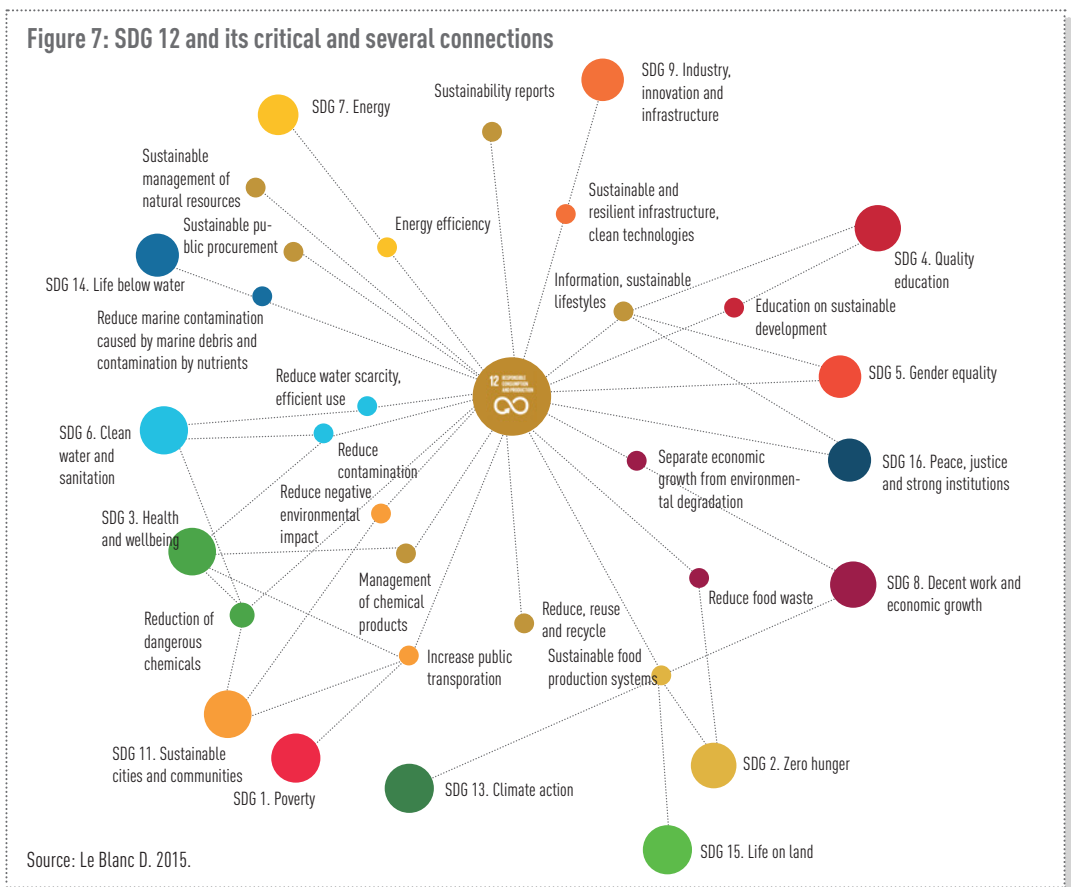 Figure 7: SDG 12 and its critical and several connections
SDG 7. Energy
Sustainability reports
SDG 9. Industry,
innovation and
infrastructure
Sustainable
management of
natural resources
Sustainable pu-
blic procurement
Energy efficiency
Sustainable and
resilient infrastructure,
clean technologies
SDG 4. Quality
education
SDG 14. Life below water
Information, sustainable
lifestyles
Education on sustainable
development
Reduce marine contamination
caused by marine debris and
contamination by nutrients
SDG 5. Gender equality
12 RESPONSIBLE
CONSUMPTION
AND PRODUCTION
Reduce water scarcity,
efficient use
SDG 6. Clean
water and
sanitation
Reduce
contamination
Separate economic
growth from environmen-
tal degradation
SDG 16. Peace, justice
and strong institutions
Reduce negative
environmental
impact
SDG 3. Health
and wellbeing
Management
of chemical
products
Reduce food waste
SDG 8. Decent work and
economic growth
Reduction of
dangerous
chemicals
Reduce, reuse
and recycle
Increase public
transporation
Sustainable food
production systems
SDG 11. Sustainable
cities and communities
SDG 1. Poverty
SDG 13. Climate action
SDG 2. Zero hunger
SDG 15. Life on land
Source: Le Blanc D. 2015.